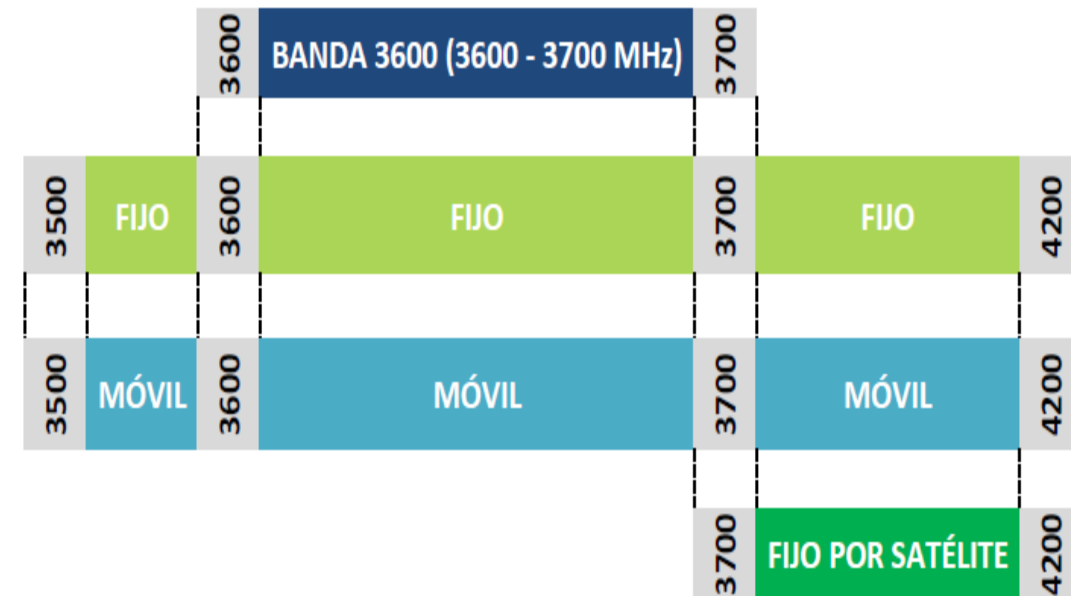 3600 BANDA 3600 (3600 - 3700 MHz) 3700
3500 FIJO 3600 FIJO 3700 FIJO 4200
3500 MÓVIL 3600 MÓVIL 3700 MÓVIL 4200
3700 FIJO POR SATÉLITE 4200